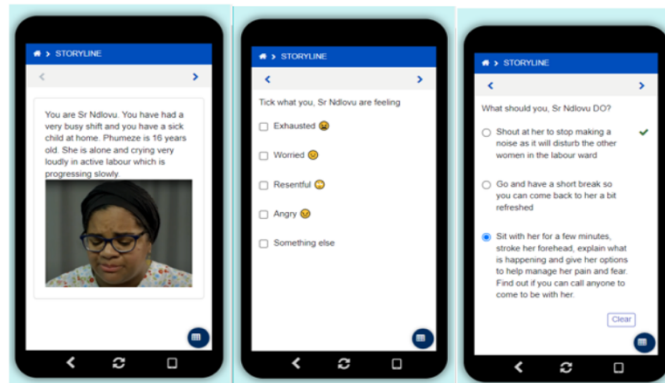 STORYLINE
You are Sr Ndlovu. You have had a
very busy shift and you have a sick
child at home. Phumeze is 16 years
old. She is alone and crying very
loudly in active labour which is
progressing slowly.
STORYLINE
Tick what you, Sr Ndlovu are feeling
Exhausted
Worried
Resentful
Angry
Something else
STORYLINE
What should you, Sr Ndlovu DO?
Shout at her to stop making a
noise as it will disturb the other
women in the labour ward
Go and have a short break so
you can come back to her a bit
refreshed
Sit with her for a few minutes,
stroke her forehead, explain what
is happening and give her options
to help manage her pain and fear.
Find out if you can call anyone to
come to be with her.
Clear